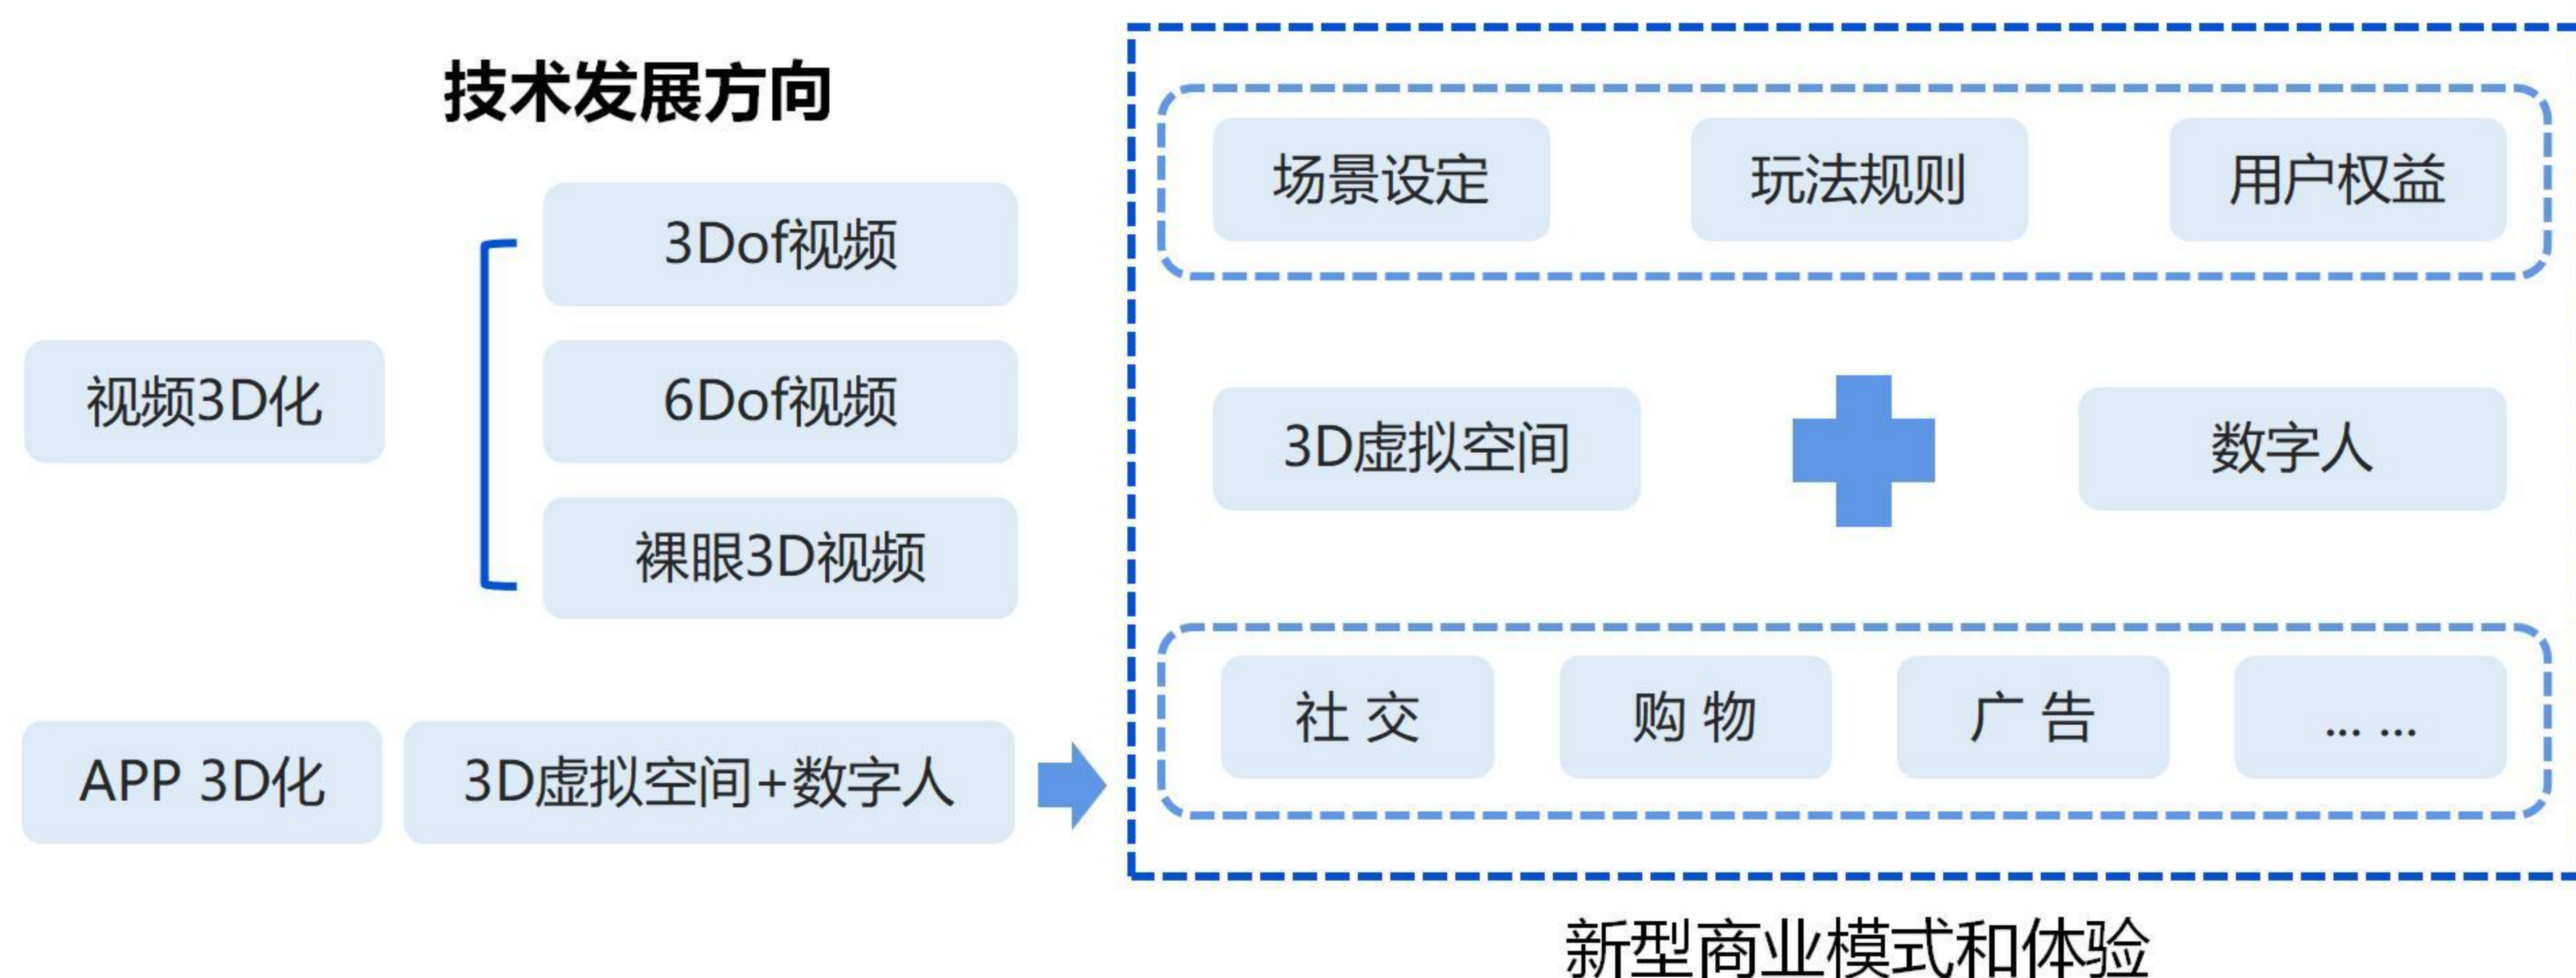 技术发展方向
视频3D化
3Dof视频
6Dof视频
裸眼3D视频
APP 3D化
3D虚拟空间+数字人
场景设定
玩法规则
用户权益
3D虚拟空间
数字人
社 交
购 物
广 告
... ...
新型商业模式和体验